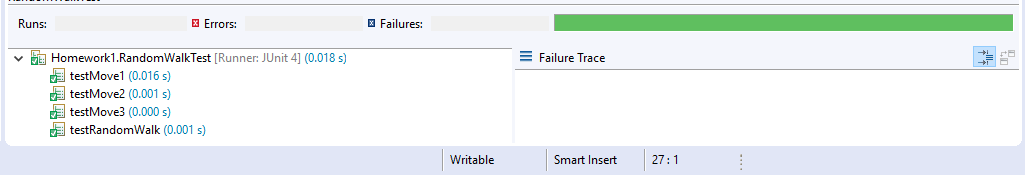 Runs: Errors: Failures:
Homework1.RandomWalkTest [Runner: JUnit 4] (0.018 s)
testMove1 (0.016 s)
testMove2 (0.001 s)
testMove3 (0.000 s)
testRandomWalk (0.001 s)
Failure Trace
Writable Smart Insert 27 : 1